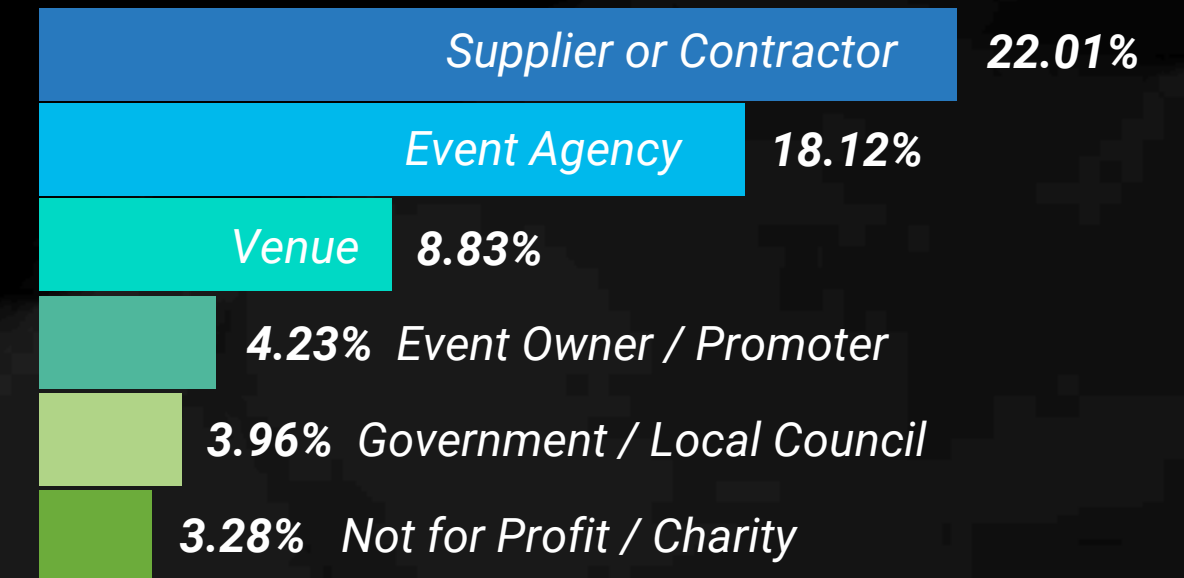 Supplier or Contractor 22.01%
Event Agency 18.12%
Venue 8.83%
4.23% Event Owner / Promoter
3.96% Government / Local Council
3.28% Not for Profit / Charity